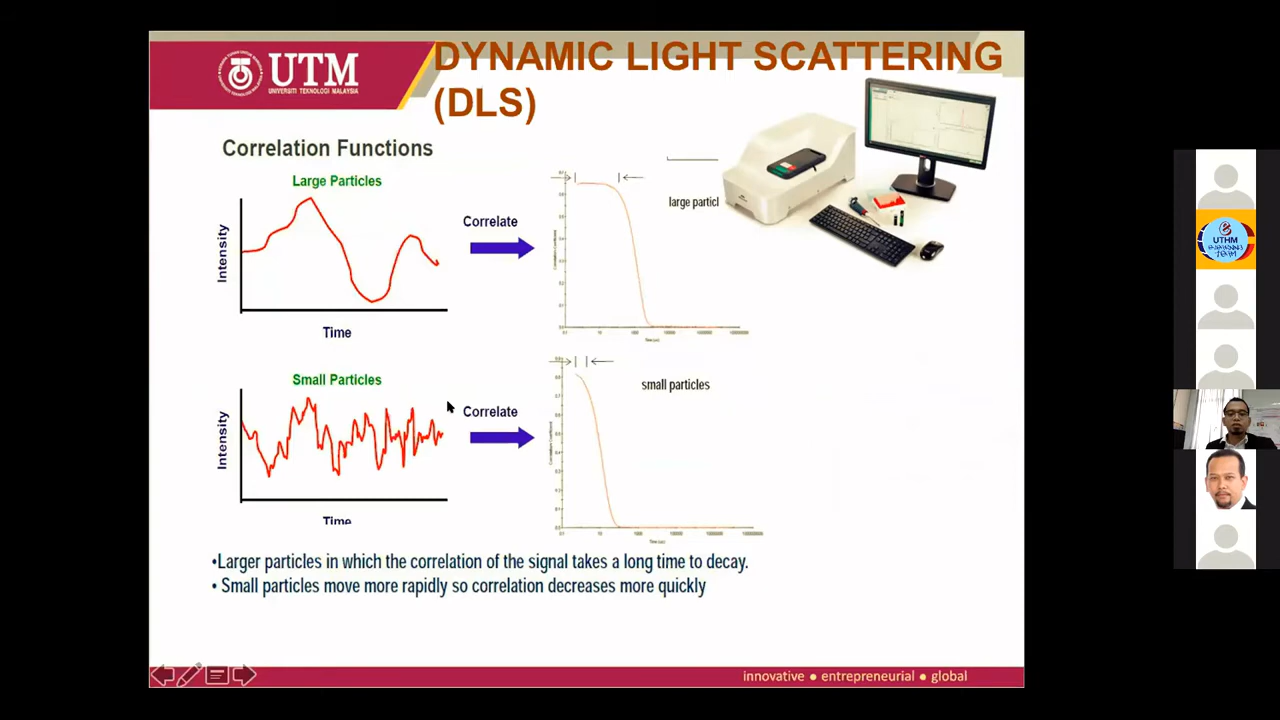 UTM
UNIVERSITI TEKNOLOGI MALAYSIA
DYNAMIC LIGHT SCATTERING
(DLS)
Correlation Functions
Large Particles
Intensity
Time
Correlate
large particl
Small Particles
Intensity
Time
Correlate
small particles
•Larger particles in which the correlation of the signal takes a long time to decay.
• Small particles move more rapidly so correlation decreases more quickly
innovative ● entrepreneurial ● global
UTHM